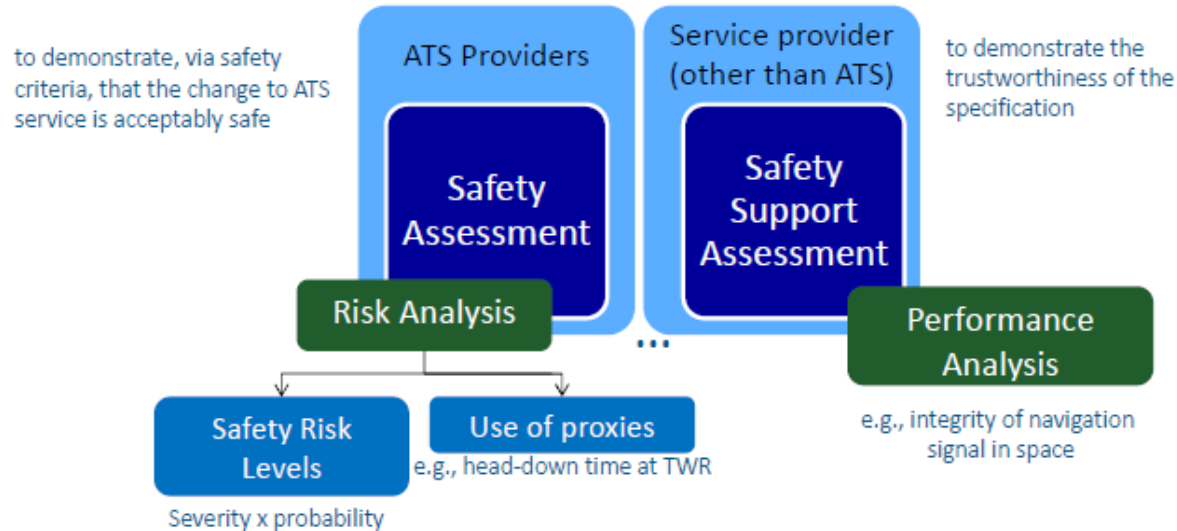 to demonstrate, via safety
criteria, that the change to ATS
service is acceptably safe
ATS Providers
Safety
Assessment
Risk Analysis
Safety Risk
Levels
Severity x probability
Use of proxies
e.g., head-down time at TWR
Service provider
(other than ATS)
Safety
Support
Assessment
...
to demonstrate the
trustworthiness of the
specification
Performance
Analysis
e.g., integrity of navigation
signal in space